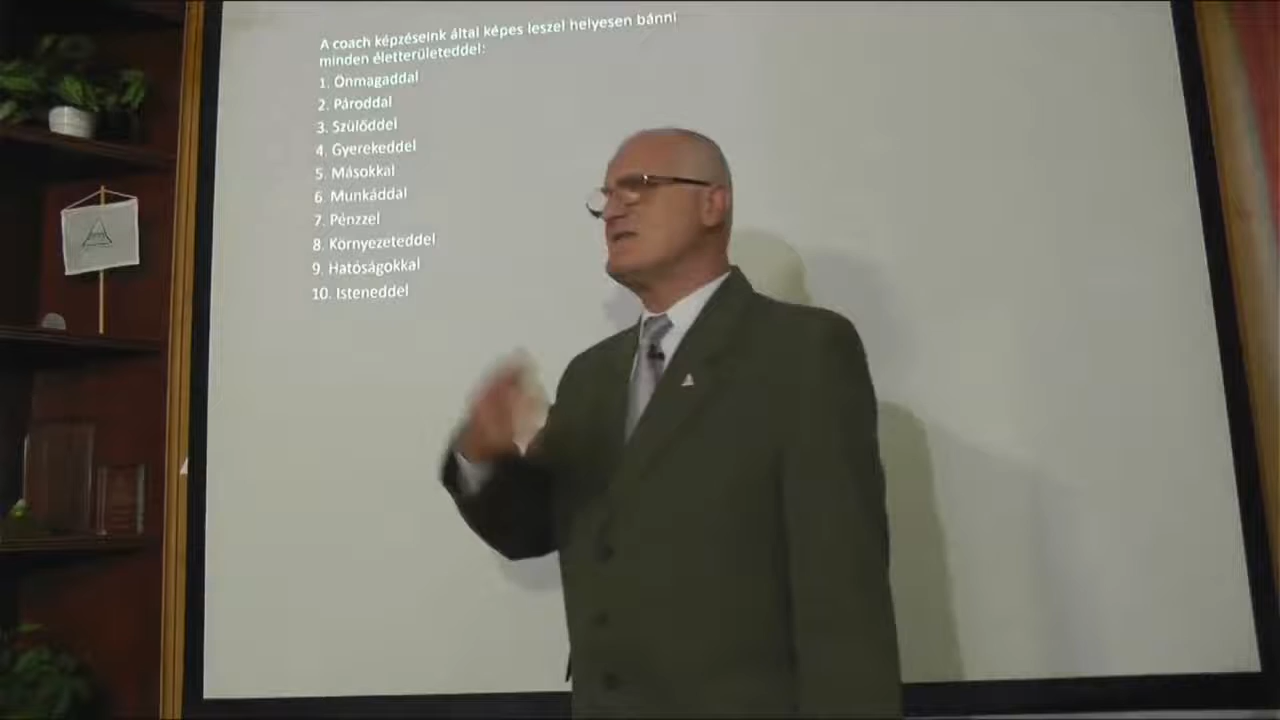 A coach képzéseink által képes leszel helyesen bánni
minden életterületeddel:
1. Önmagaddal
2. Pároddal
3. Szülőddel
4. Gyerekeddel
5. Másokkal
6. Munkáddal
7. Pénzzel
8. Környezeteddel
9. Hatóságokkal
10. Isteneddel